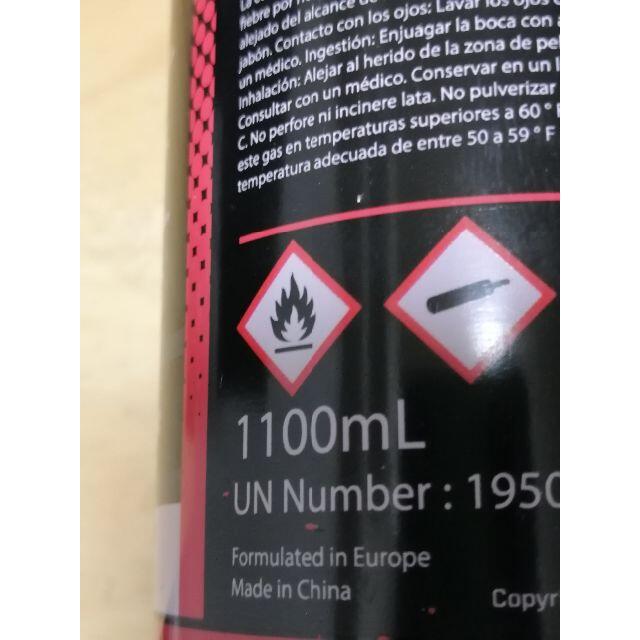 fiebre por
alejado del alcance de
jabón. Contacto con los ojos: Lavar los ojos
un médico. Ingestión: Enjuagar la boca con
Inhalación: Alejar al herido de la zona de pel
Consultar con un médico. Conservar en un l
C. No perfore ni incinere lata. No pulverizar
este gas en temperaturas superiores a 60 ° F
temperatura adecuada de entre 50 a 59 ° F
1100mL
UN Number : 1950
Formulated in Europe
Made in China
Copyr